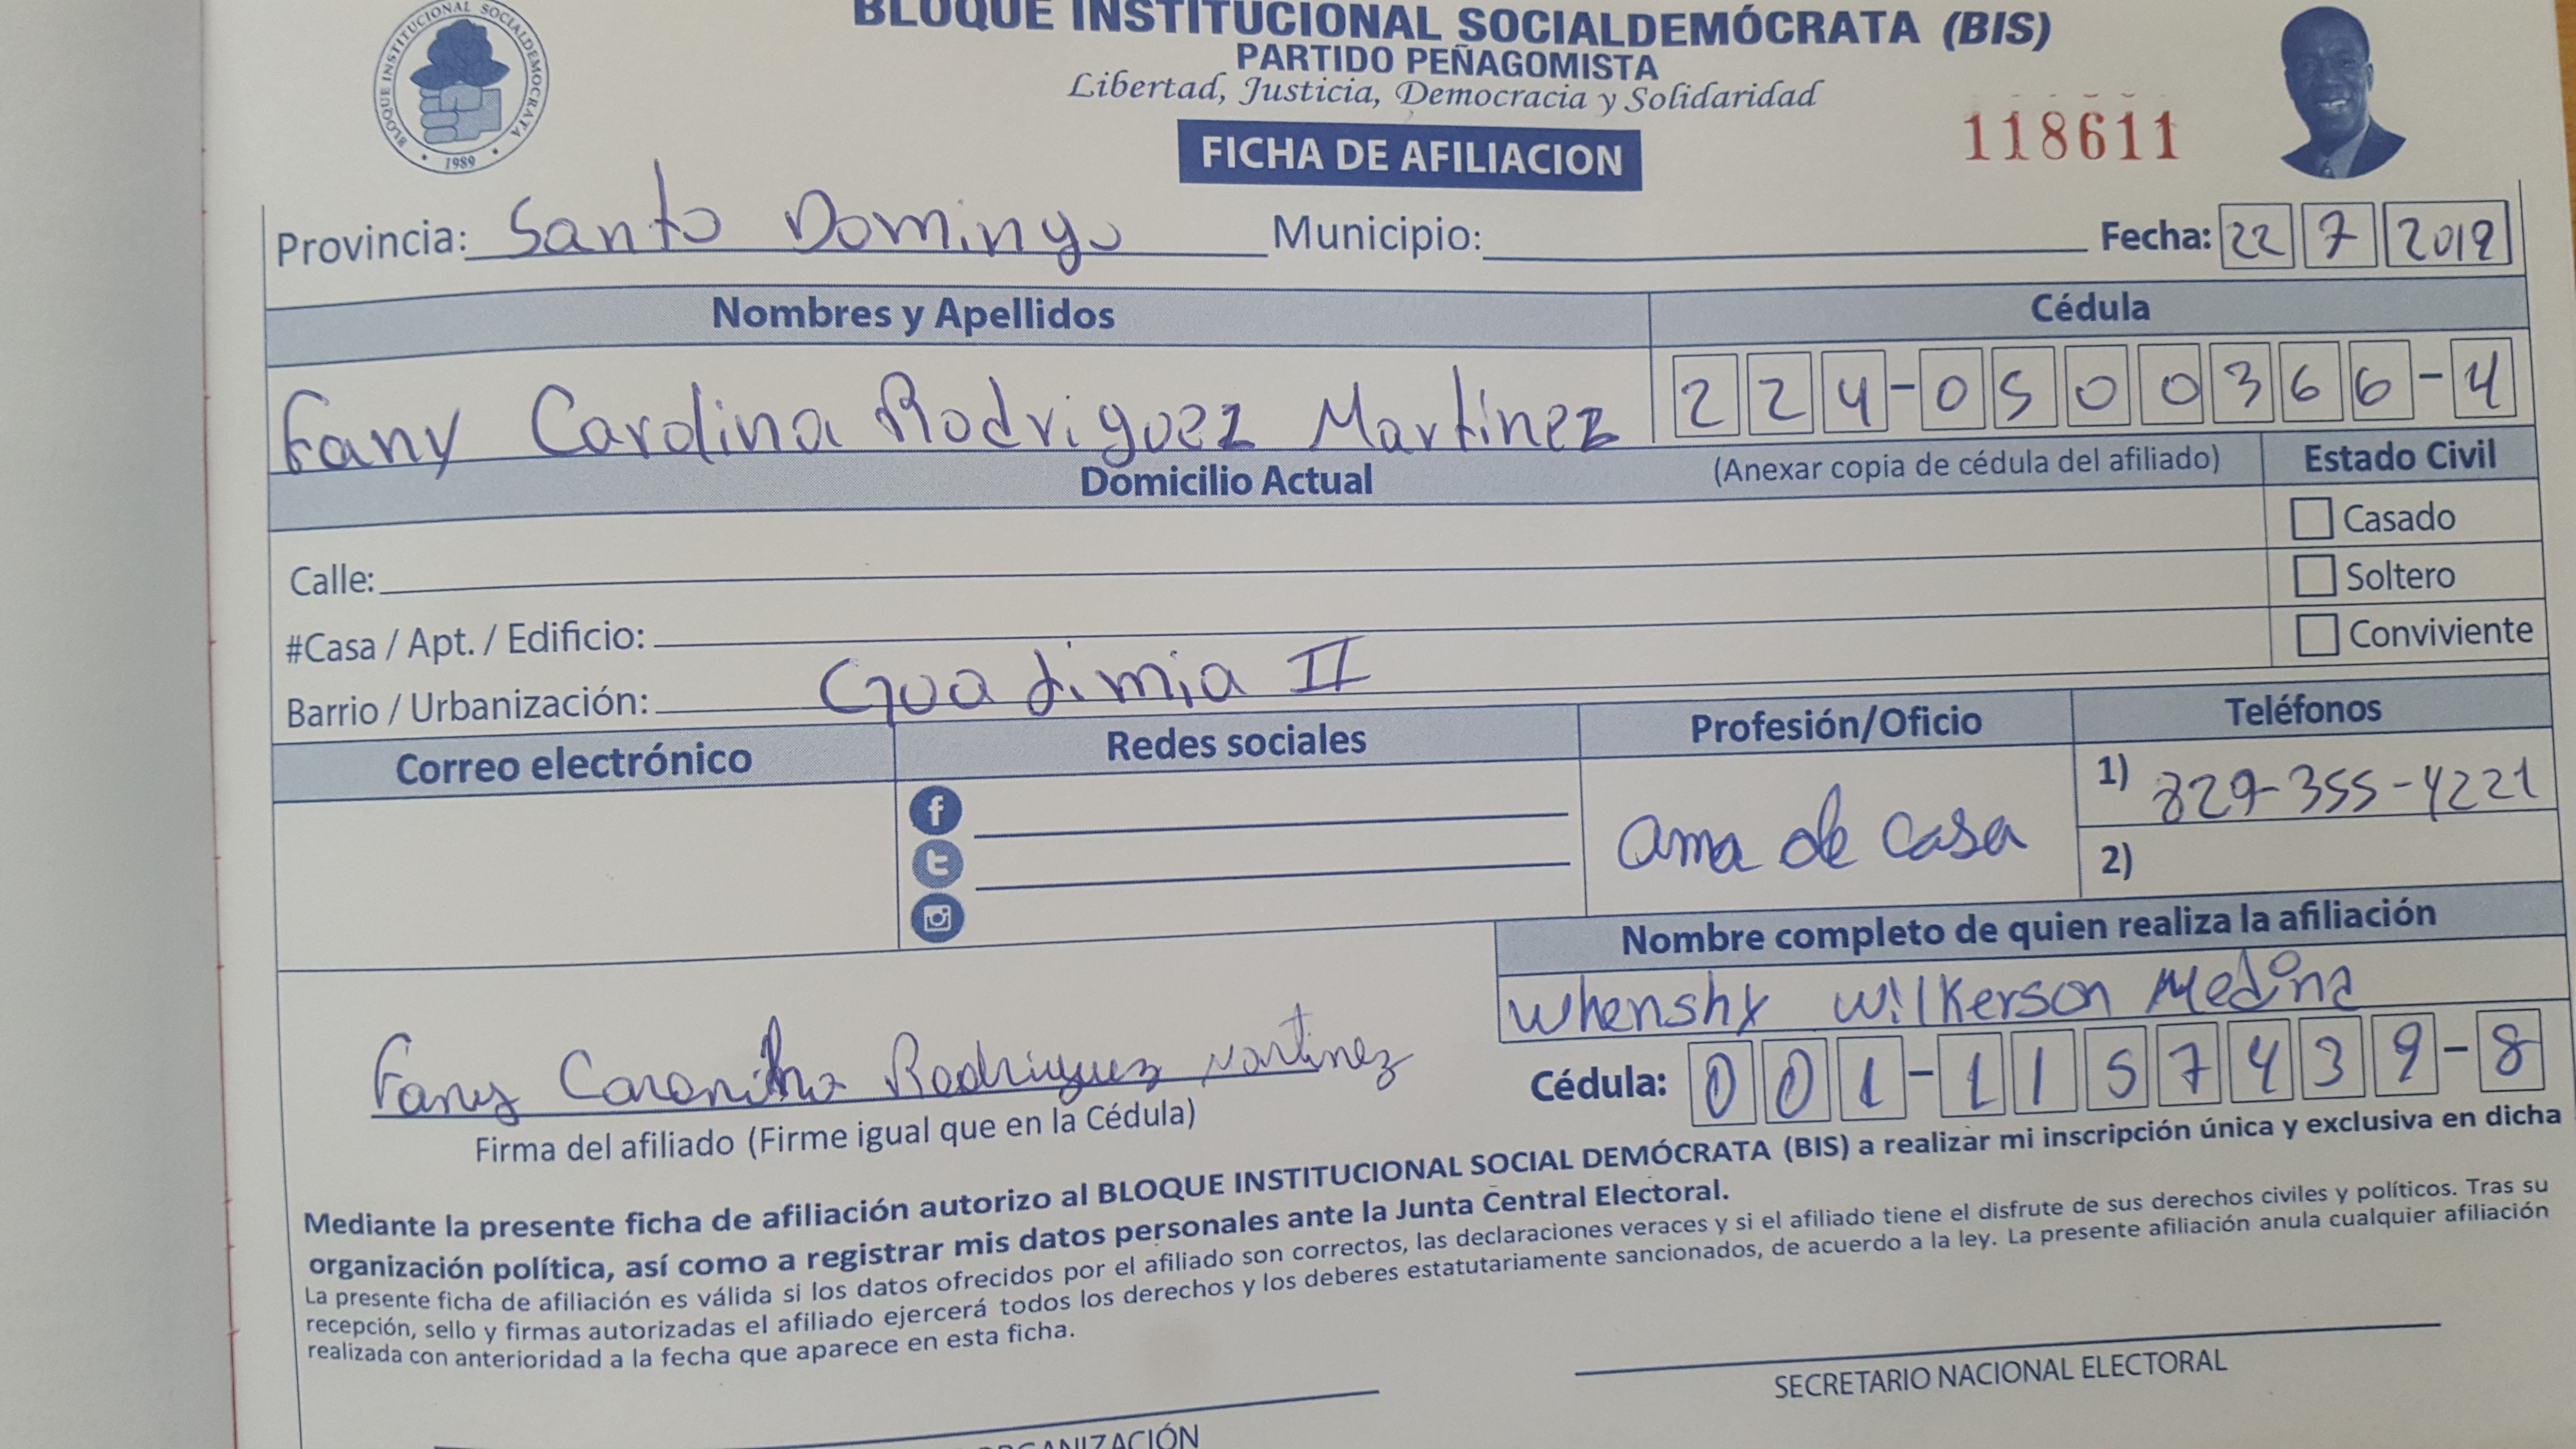 BLOQUE INSTITUCIONAL SOCIALDEMÓCRATA (BIS)
PARTIDO PEÑAGOMISTA
Libertad, Justicia, Democracia y Solidaridad
BLOQUE INSTITUCIONAL SOCIALDEMOCRATA
• 1989 •
FICHA DE AFILIACION
118611
Provincia: Santo Domingo Municipio: Fecha: 22 7 2019
Nombres y Apellidos Cédula
Fany Carolina Rodriguez Martinez 224-0500366-4
Domicilio Actual (Anexar copia de cédula del afiliado) Estado Civil
Casado
Calle:
Soltero
#Casa / Apt. / Edificio:
Conviviente
Barrio / Urbanización: Guatimia II
Correo electrónico Redes sociales Profesión/Oficio Teléfonos
1) 829-355-4221
ama de casa
2)
Nombre completo de quien realiza la afiliación
Whenshy Wilkerson Medina
Fany Rodriguez Martinez
Cédula: 001-1157439-8
Firma del afiliado (Firme igual que en la Cédula)
Mediante la presente ficha de afiliación autorizo al BLOQUE INSTITUCIONAL SOCIAL DEMÓCRATA (BIS) a realizar mi inscripción única y exclusiva en dicha
organización política, así como a registrar mis datos personales ante la Junta Central Electoral.
La presente ficha de afiliación es válida si los datos ofrecidos por el afiliado son correctos, las declaraciones veraces y si el afiliado tiene el disfrute de sus derechos civiles y políticos. Tras su
recepción, sello y firmas autorizadas el afiliado ejercerá todos los derechos y los deberes estatutariamente sancionados, de acuerdo a la ley. La presente afiliación anula cualquier afiliación
realizada con anterioridad a la fecha que aparece en esta ficha.
SECRETARIO NACIONAL ELECTORAL